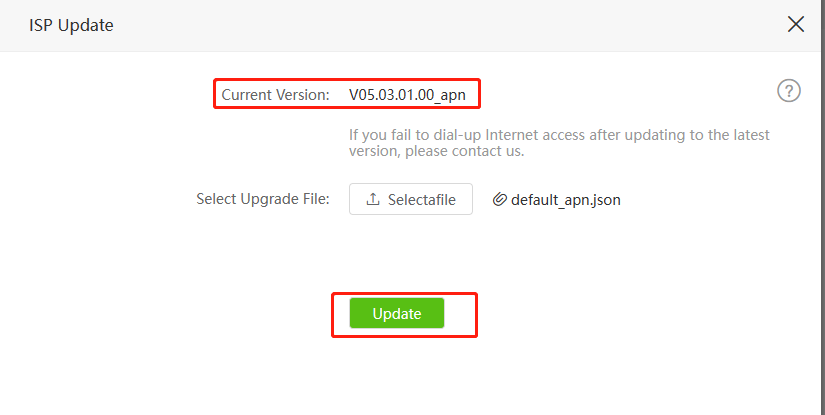 ISP Update
Current Version: V05.03.01.00_apn
?
If you fail to dial-up Internet access after updating to the latest
version, please contact us.
Select Upgrade File: Selectafile default_apn.json
Update